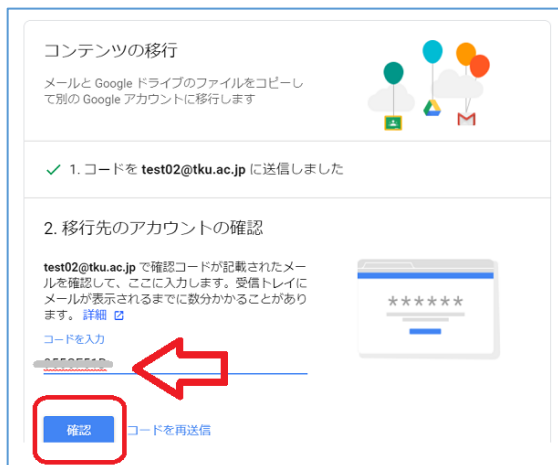 コンテンツの移行
メールと Google ドライブのファイルをコピーし
て別の Google アカウントに移行します
1. コードを test02@tku.ac.jp に送信しました
2. 移行先のアカウントの確認
test02@tku.ac.jp で確認コードが記載されたメー
ルを確認して、ここに入力します。受信トレイに
メールが表示されるまでに数分かかることがあり
ます。 詳細
******
コードを入力
確認
コードを再送信